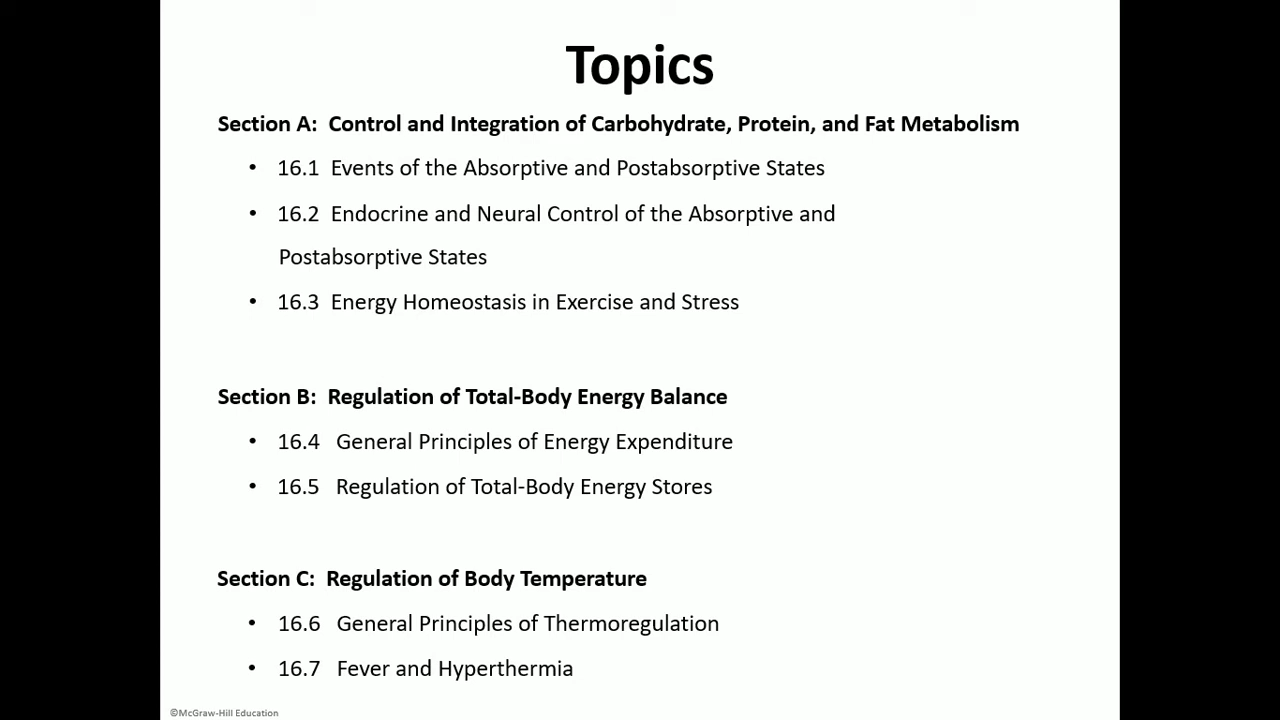 Topics
Section A: Control and Integration of Carbohydrate, Protein, and Fat Metabolism
• 16.1 Events of the Absorptive and Postabsorptive States
• 16.2 Endocrine and Neural Control of the Absorptive and
Postabsorptive States
• 16.3 Energy Homeostasis in Exercise and Stress
Section B: Regulation of Total-Body Energy Balance
• 16.4 General Principles of Energy Expenditure
• 16.5 Regulation of Total-Body Energy Stores
Section C: Regulation of Body Temperature
• 16.6 General Principles of Thermoregulation
• 16.7 Fever and Hyperthermia
©McGraw-Hill Education